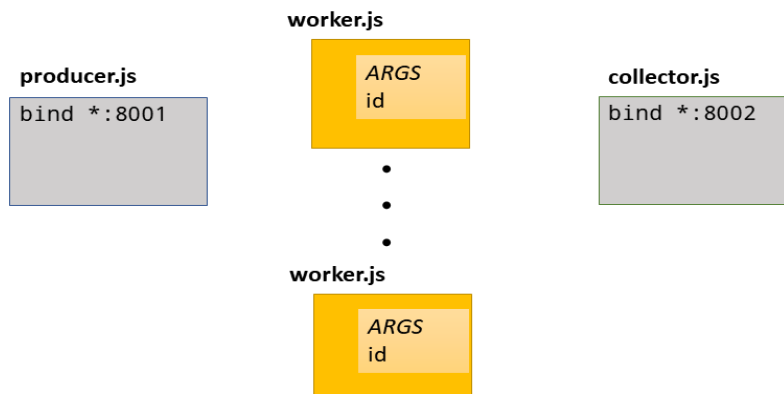 worker.js
producer.js
ARGS
id
collector.js
bind *:8001
bind *:8002
worker.js
ARGS
id